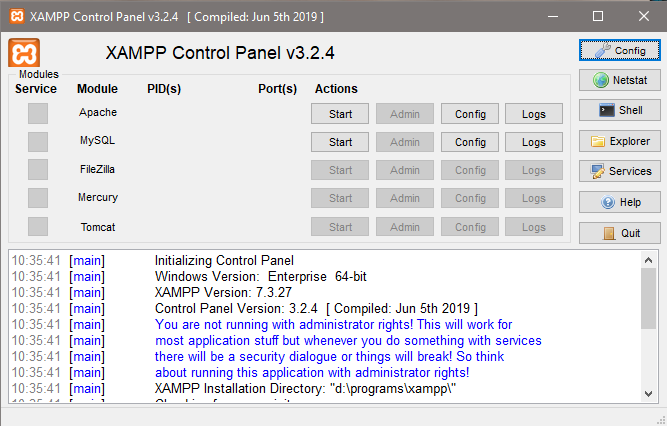 XAMPP Control Panel v3.2.4 [ Compiled: Jun 5th 2019 ]
XAMPP Control Panel v3.2.4
Config
Modules
Service Module PID(s) Port(s) Actions
Netstat
Apache Start Admin Config Logs
Shell
MySQL Start Admin Config Logs
Explorer
FileZilla Start Admin Config Logs
Services
Mercury Start Admin Config Logs
Help
Tomcat Start Admin Config Logs
Quit
10:35:41 [main] Initializing Control Panel
10:35:41 [main] Windows Version: Enterprise 64-bit
10:35:41 [main] XAMPP Version: 7.3.27
10:35:41 [main] Control Panel Version: 3.2.4 [ Compiled: Jun 5th 2019 ]
10:35:41 [main] You are not running with administrator rights! This will work for
10:35:41 [main] most application stuff but whenever you do something with services
10:35:41 [main] there will be a security dialogue or things will break! So think
10:35:41 [main] about running this application with administrator rights!
10:35:41 [main] XAMPP Installation Directory: "d:\programs\xampp\"